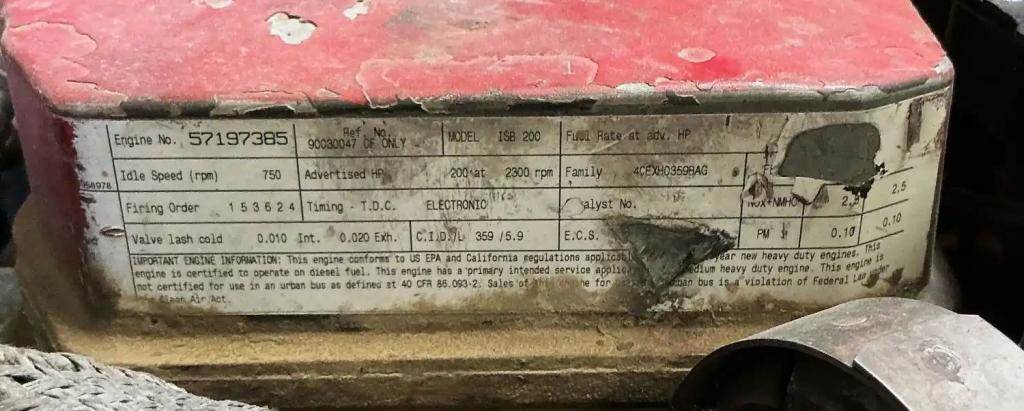 Engine No. 57197385 Ref. No. 90030047 CF ONLY MODEL ISB 200 Fuel Rate at adv. HP
Idle Speed (rpm) 750 Advertised HP 200 at 2300 rpm Family 4CEXH0359BAG
Firing Order 1 5 3 6 2 4 Timing - T.D.C. ELECTRONIC Catalyst No. NOX+NMHC 2.5 2.5
Valve lash cold 0.010 Int. 0.020 Exh. C.I.D./L 359 / 5.9 E.C.S. PM 0.10 0.10
IMPORTANT ENGINE INFORMATION: This engine conforms to US EPA and California regulations year new heavy duty engines. This
engine is certified to operate on diesel fuel. This engine has a primary intended service heavy duty engine. This engine is
not certified for use in an urban bus as defined at 40 CFR 86.093-2. Sales of this engine for bus is a violation of Federal Law under
Clean Air Act.